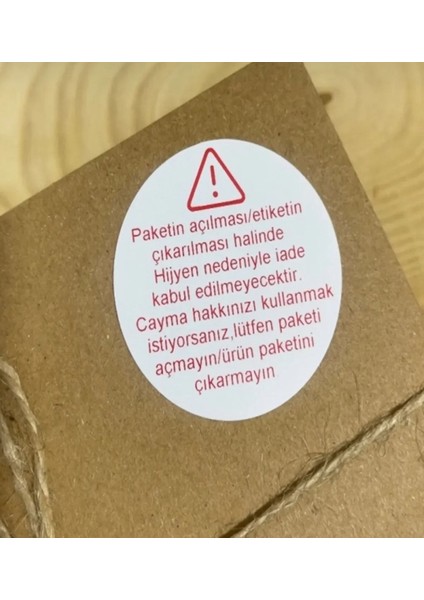 Paketin açılması/etiketin
çıkarılması halinde
Hijyen nedeniyle iade
kabul edilmeyecektir.
Cayma hakkınızı kullanmak
istiyorsanız,lütfen paketi
açmayın/ürün paketini
çıkarmayın